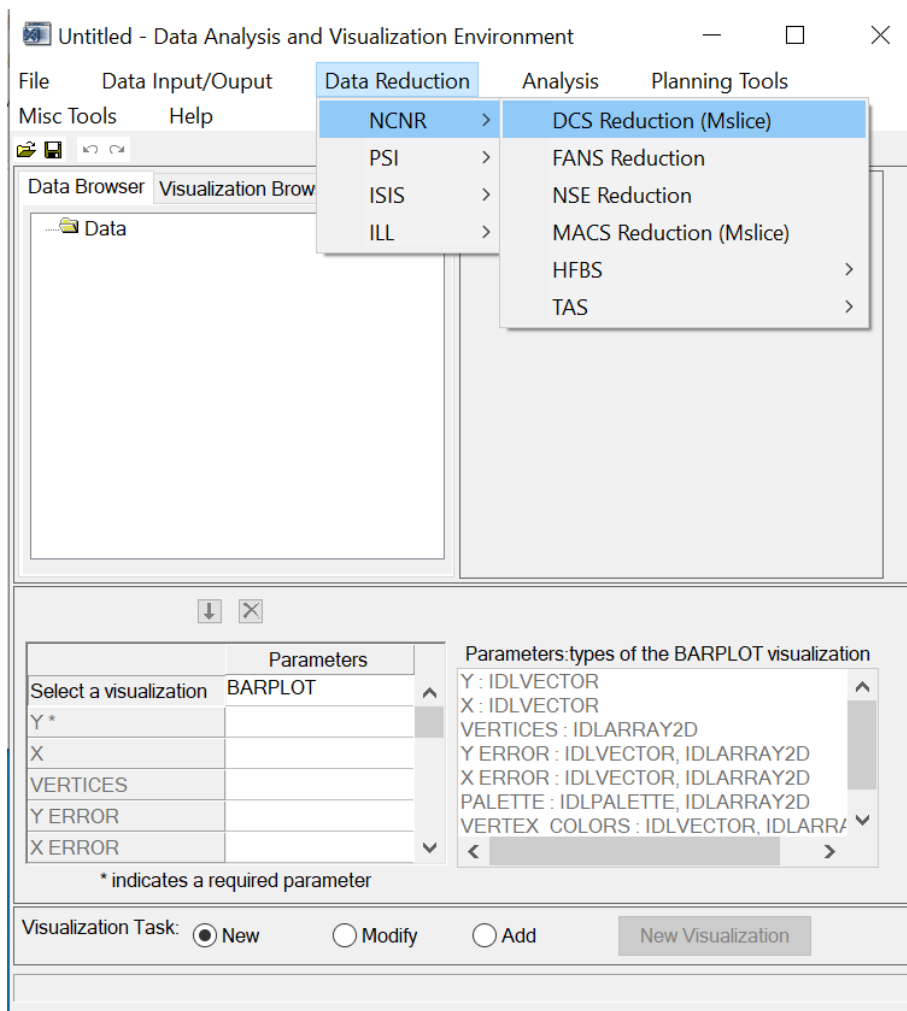 Untitled - Data Analysis and Visualization Environment
File Data Input/Ouput Data Reduction Analysis Planning Tools
Misc Tools Help
NCNR
PSI
ISIS
ILL
DCS Reduction (Mslice)
FANS Reduction
NSE Reduction
MACS Reduction (Mslice)
HFBS
TAS
Data Browser Visualization Brow
Data
Parameters
Select a visualization BARPLOT
Y *
X
VERTICES
Y ERROR
X ERROR
* indicates a required parameter
Parameters:types of the BARPLOT visualization
Y : IDLVECTOR
X : IDLVECTOR
VERTICES : IDLARRAY2D
Y ERROR : IDLVECTOR, IDLARRAY2D
X ERROR : IDLVECTOR, IDLARRAY2D
PALETTE : IDLPALETTE, IDLARRAY2D
VERTEX_COLORS : IDLVECTOR, IDLARRA
Visualization Task: New Modify Add New Visualization